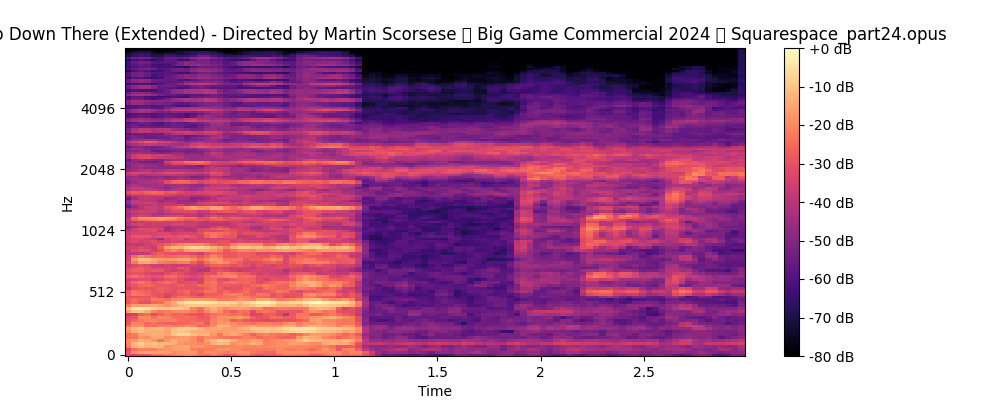 Down There (Extended) - Directed by Martin Scorsese ▯ Big Game Commercial 2024 ▯ Squarespace_part24.opus
+0 dB
4096
-10 dB
-20 dB
2048
-30 dB
Hz
1024
-40 dB
-50 dB
512
-60 dB
-70 dB
0
-80 dB
0 0.5 1 1.5 2 2.5
Time